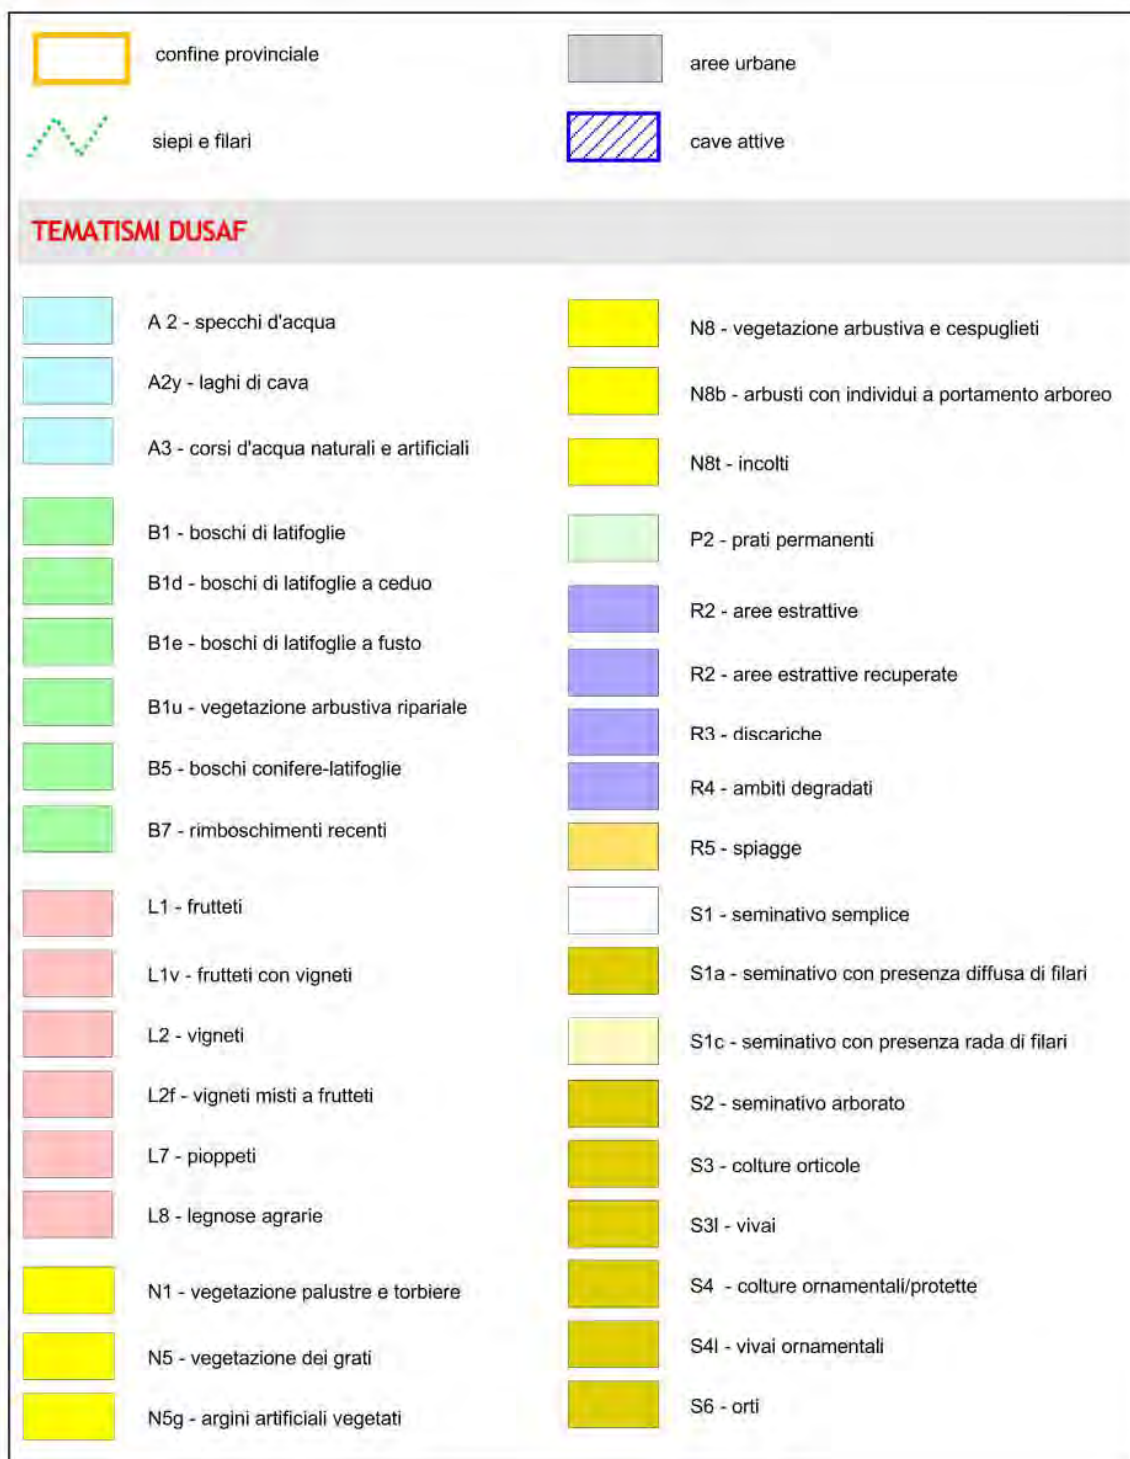 confine provinciale
siepi e filari
aree urbane
cave attive
TEMATISMI DUSAF
A 2 - specchi d'acqua
A2y - laghi di cava
A3 - corsi d'acqua naturali e artificiali
B1 - boschi di latifoglie
B1d - boschi di latifoglie a ceduo
B1e - boschi di latifoglie a fusto
B1u - vegetazione arbustiva ripariale
B5 - boschi conifere-latifoglie
B7 - rimboschimenti recenti
L1 - frutteti
L1v - frutteti con vigneti
L2 - vigneti
L2f - vigneti misti a frutteti
L7 - pioppeti
L8 - legnose agrarie
N1 - vegetazione palustre e torbiere
N5 - vegetazione dei grati
N5g - argini artificiali vegetati
N8 - vegetazione arbustiva e cespuglieti
N8b - arbusti con individui a portamento arboreo
N8t - incolti
P2 - prati permanenti
R2 - aree estrattive
R2 - aree estrattive recuperate
R3 - discariche
R4 - ambiti degradati
R5 - spiagge
S1 - seminativo semplice
S1a - seminativo con presenza diffusa di filari
S1c - seminativo con presenza rada di filari
S2 - seminativo arborato
S3 - colture orticole
S3l - vivai
S4 - colture ornamentali/protette
S4l - vivai ornamentali
S6 - orti